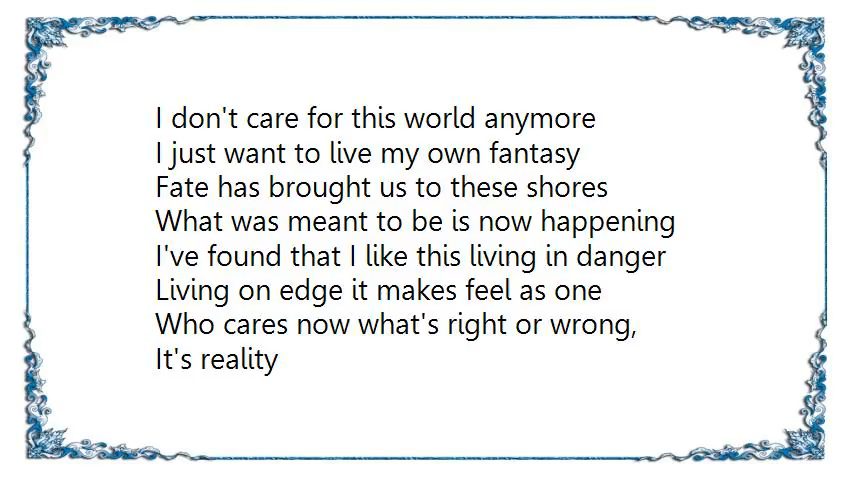 I don't care for this world anymore
I just want to live my own fantasy
Fate has brought us to these shores
What was meant to be is now happening
I've found that I like this living in danger
Living on edge it makes feel as one
Who cares now what's right or wrong,
It's reality